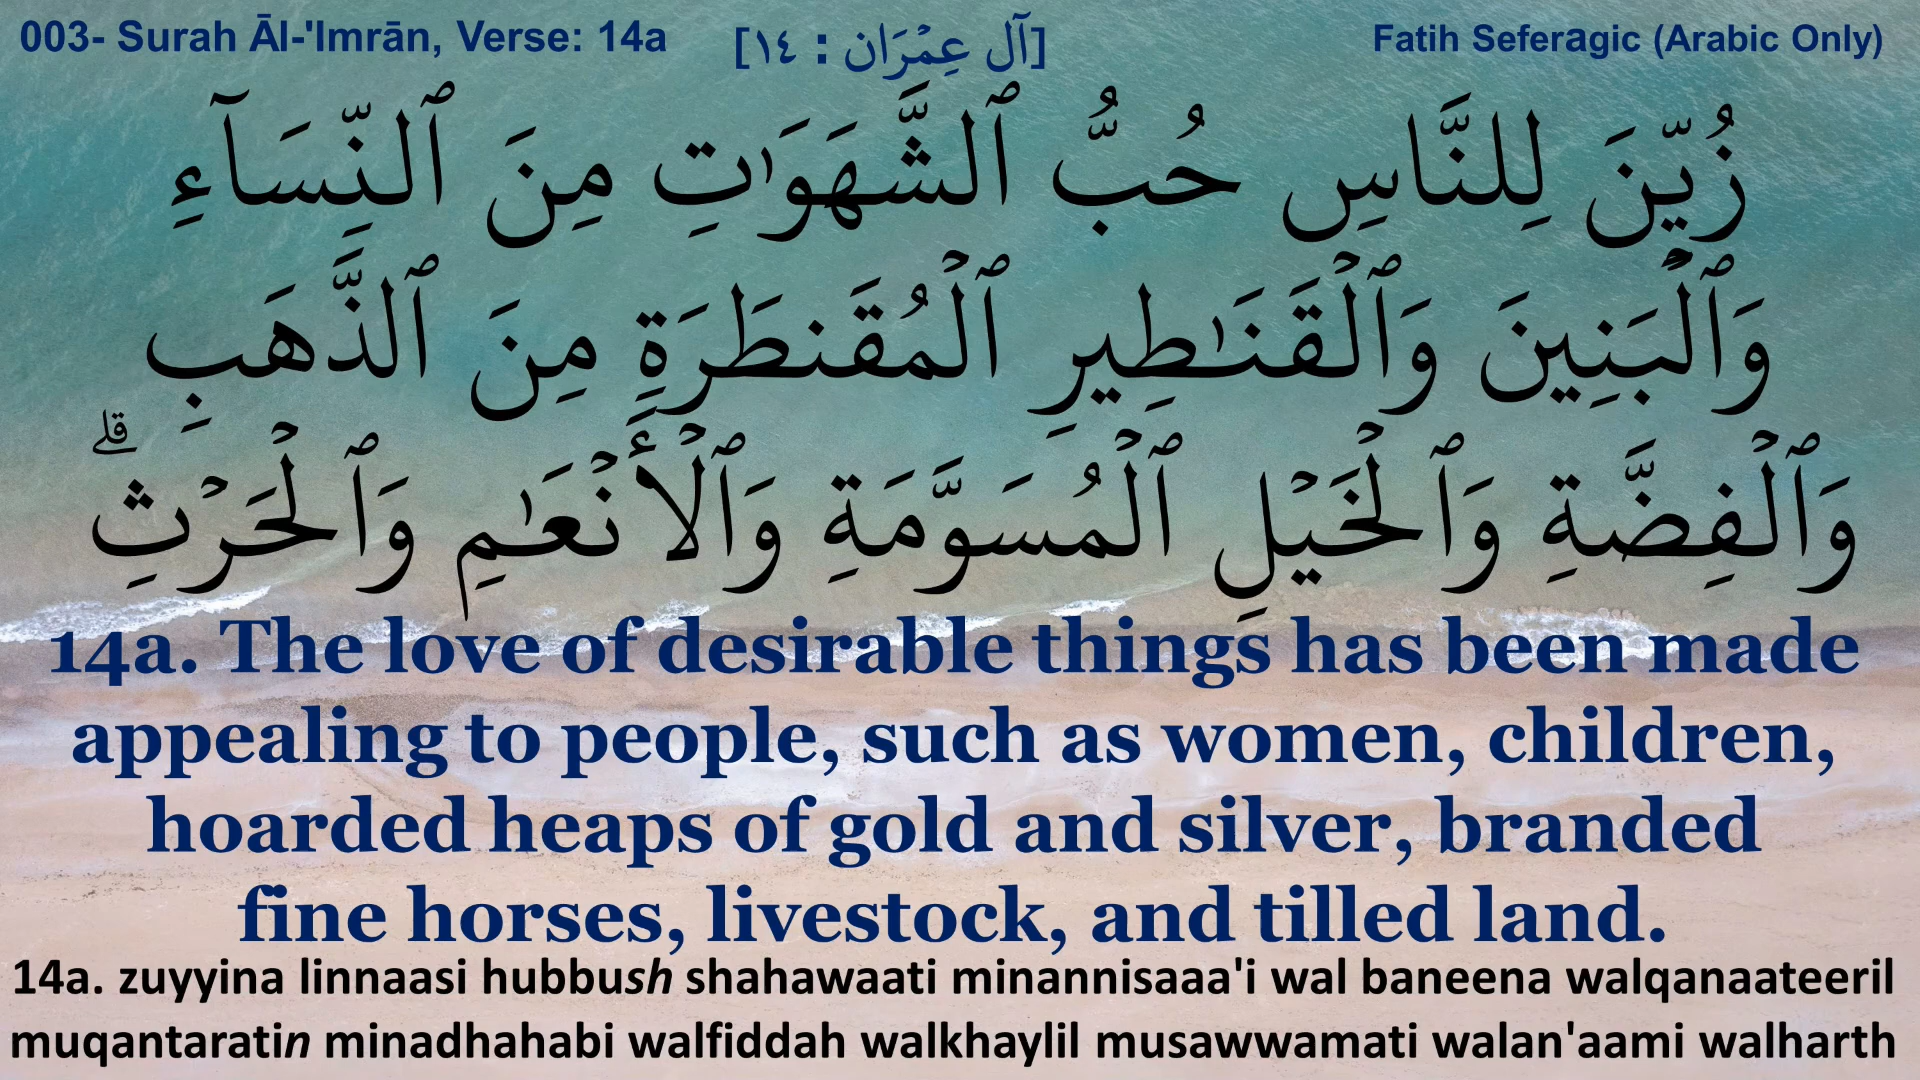 003- Surah Āl-'Imrān, Verse: 14a [آل عِمۡرَان : ١٤] Fatih Seferagic (Arabic Only)
زُيِّنَ لِلنَّاسِ حُبُّ ٱلشَّهَوَٰتِ مِنَ ٱلنِّسَآءِ
وَٱلۡبَنِينَ وَٱلۡقَنَٰطِيرِ ٱلۡمُقَنطَرَةِ مِنَ ٱلذَّهَبِ
وَٱلۡفِضَّةِ وَٱلۡخَيۡلِ ٱلۡمُسَوَّمَةِ وَٱلۡأَنۡعَٰمِ وَٱلۡحَرۡثِۗ
14a. The love of desirable things has been made
appealing to people, such as women, children,
hoarded heaps of gold and silver, branded
fine horses, livestock, and tilled land.
14a. zuyyina linnaasi hubbush shahawaati minannisaaa'i wal baneena walqanaateeril
muqantaratin minadhahabi walfiddah walkhaylil musawwamati walan'aami walharth